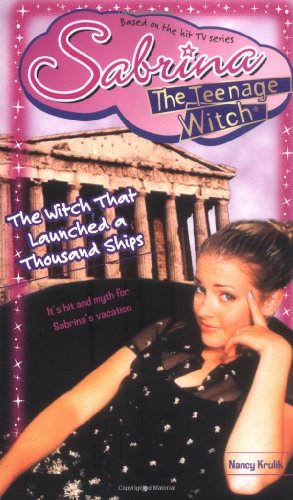 Based on the hit TV series
Sabrina
The Teenage
Witch®
The Witch That
Launched a
Thousand Ships
It's hit and myth for
Sabrina's vacation
Nancy Krulik